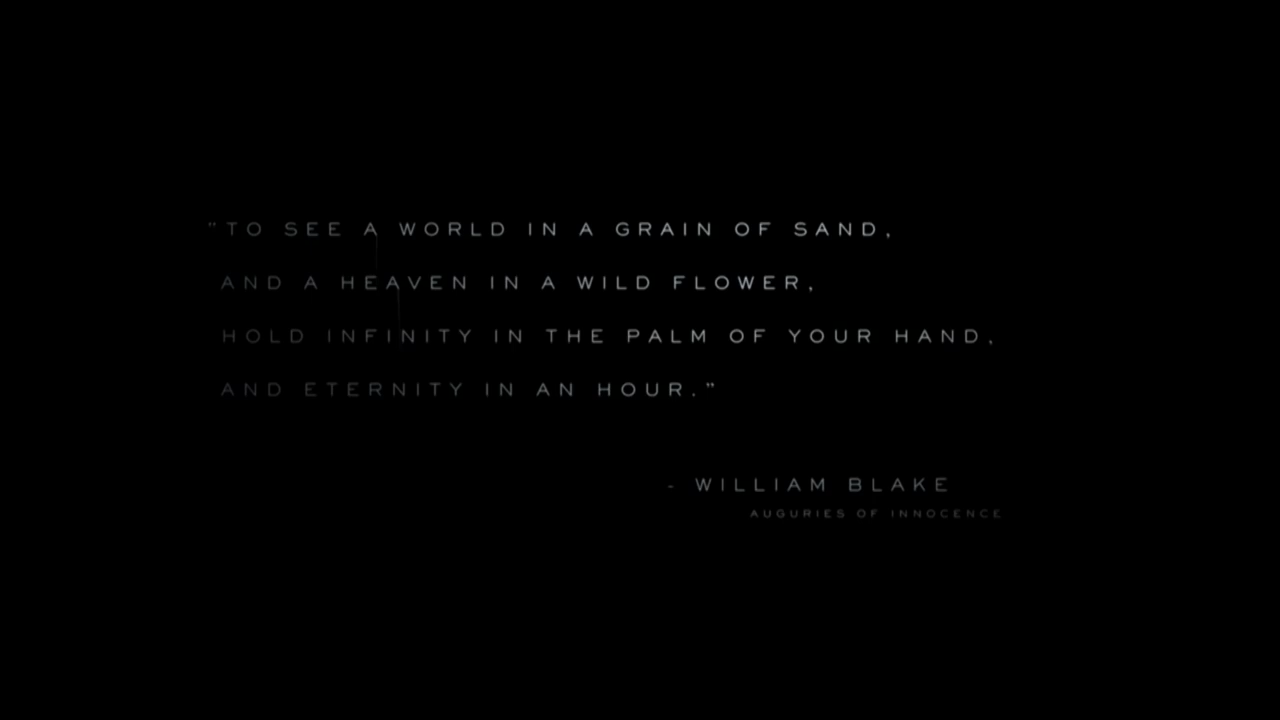 "TO SEE A WORLD IN A GRAIN OF SAND,
AND A HEAVEN IN A WILD FLOWER,
HOLD INFINITY IN THE PALM OF YOUR HAND,
AND ETERNITY IN AN HOUR."
- WILLIAM BLAKE
AUGURIES OF INNOCENCE